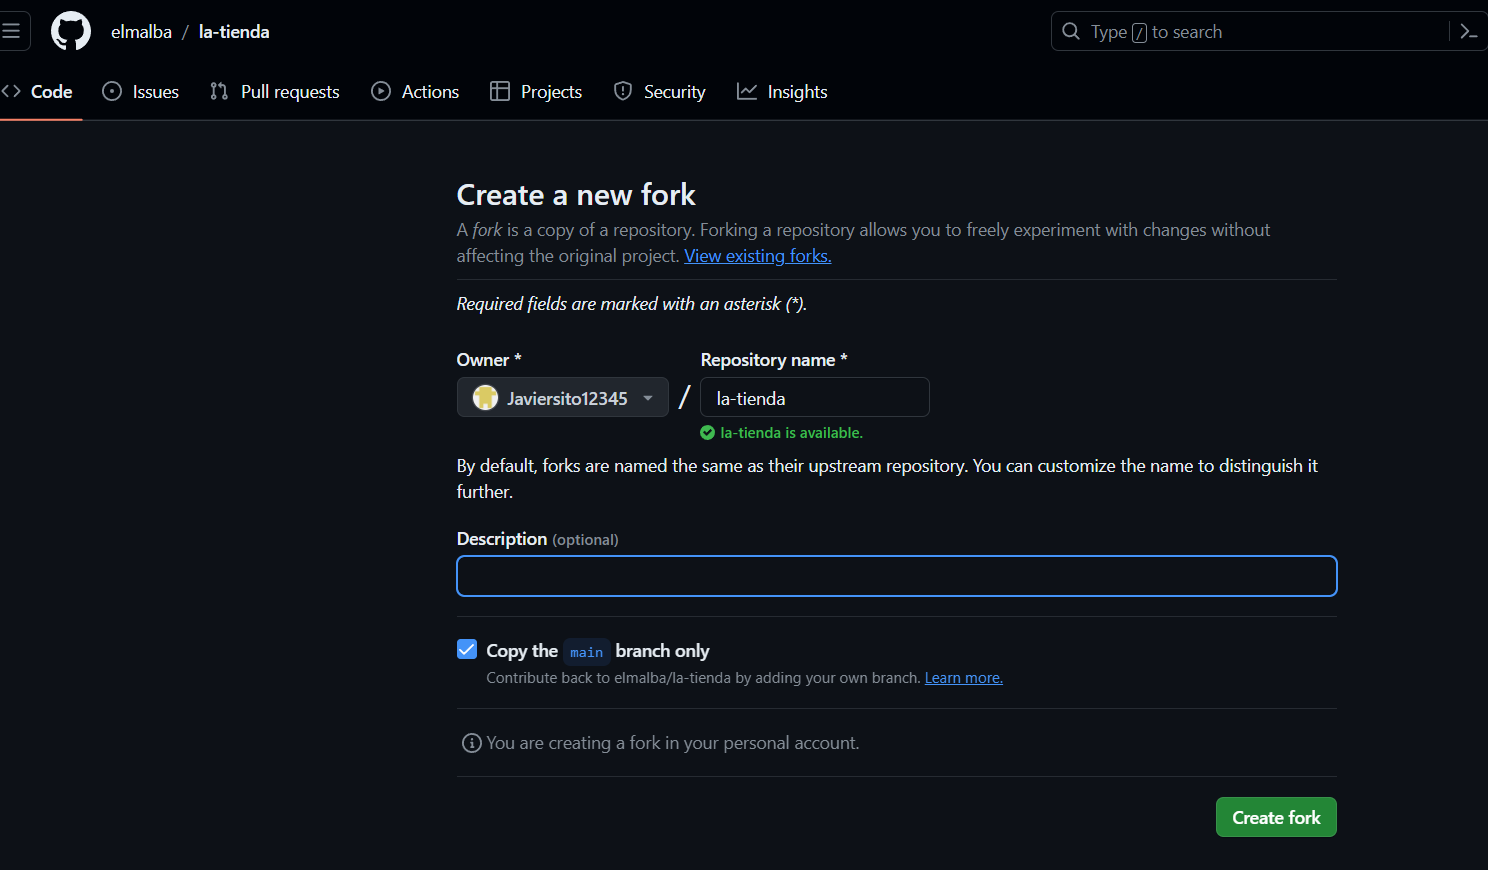 elmalba / la-tienda
Type / to search
Code
Issues
Pull requests
Actions
Projects
Security
Insights
Create a new fork
A fork is a copy of a repository. Forking a repository allows you to freely experiment with changes without
affecting the original project. View existing forks.
Required fields are marked with an asterisk (*).
Owner *
Repository name *
Javiersito12345 / la-tienda
la-tienda is available.
By default, forks are named the same as their upstream repository. You can customize the name to distinguish it
further.
Description (optional)
Copy the main branch only
Contribute back to elmalba/la-tienda by adding your own branch. Learn more.
You are creating a fork in your personal account.
Create fork